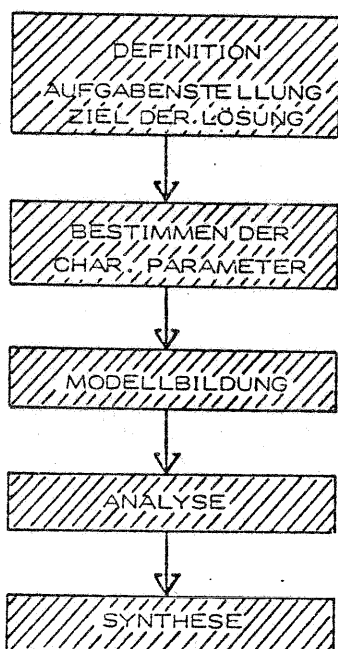 DEFINITION
AUFGABENSTELLUNG
ZIEL DER LÖSUNG
BESTIMMEN DER
CHAR. PARAMETER
MODELLBILDUNG
ANALYSE
SYNTHESE